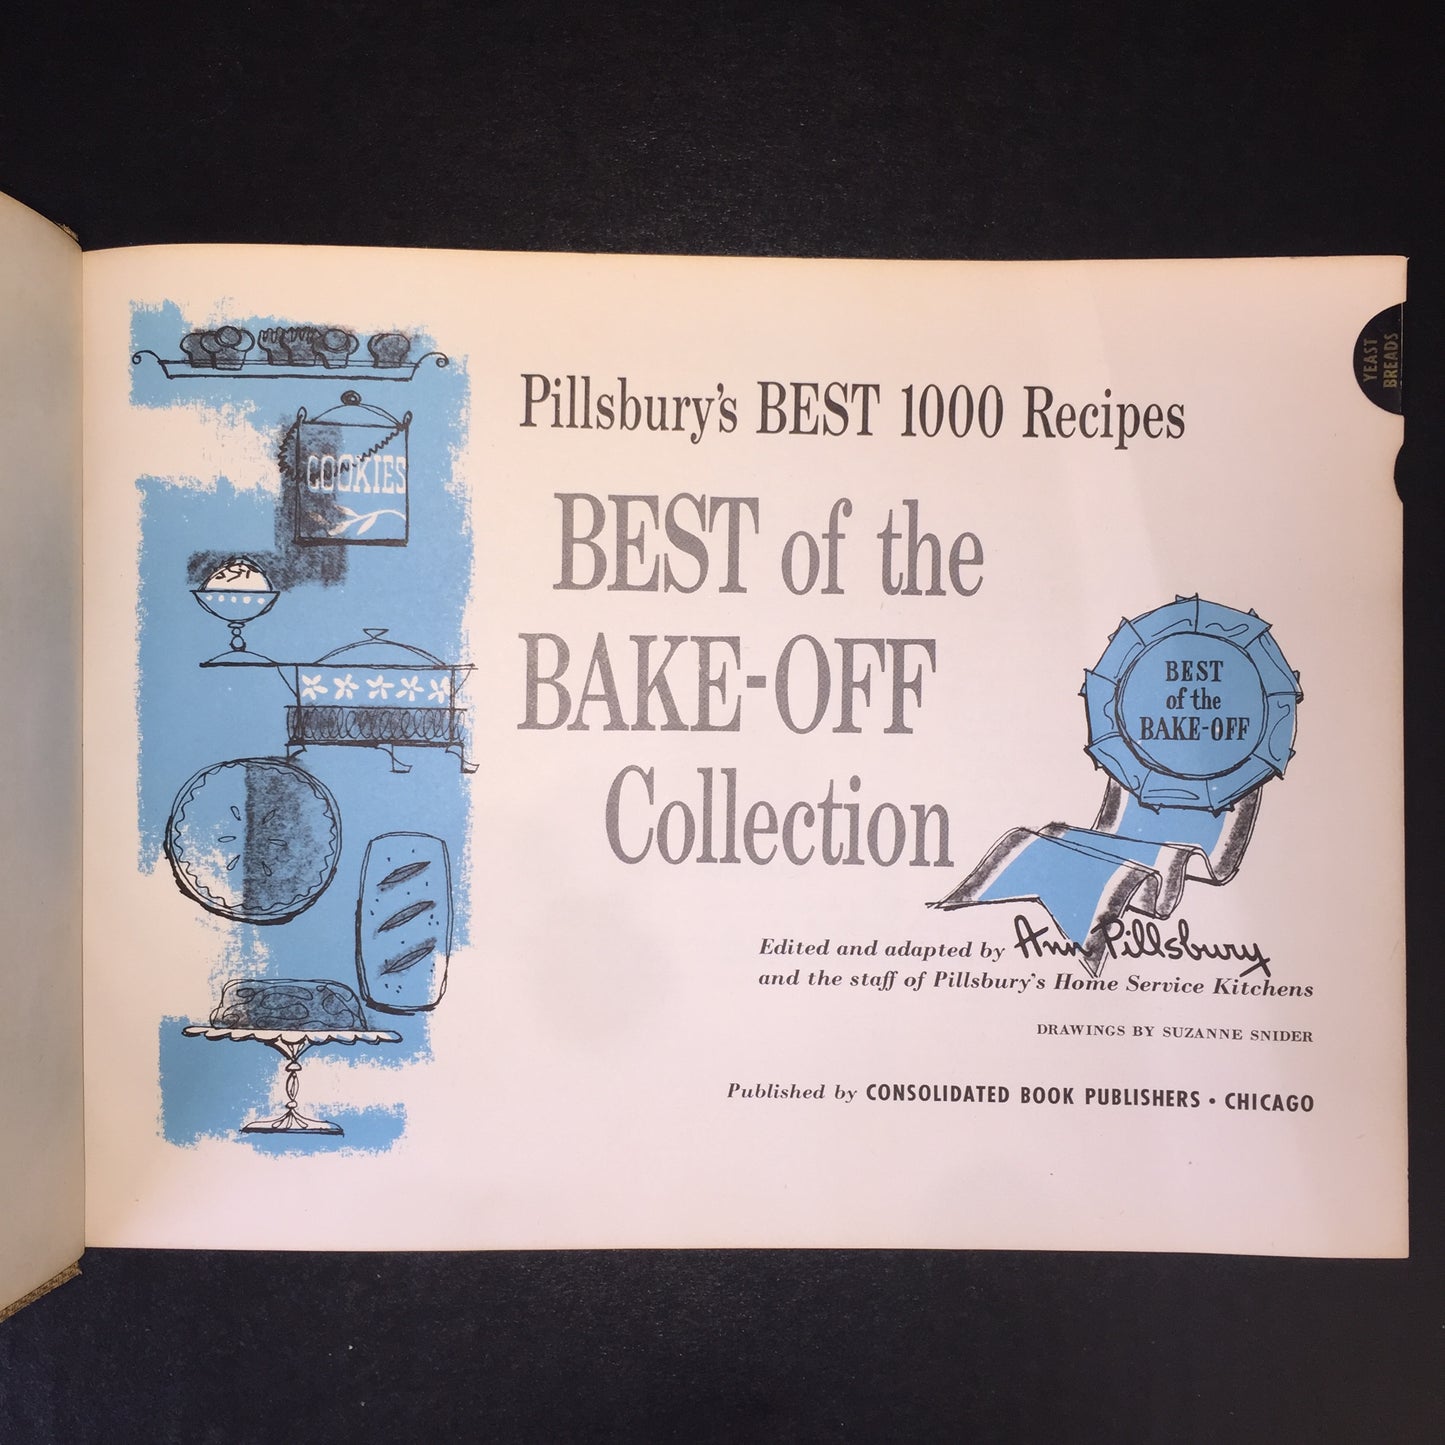 YEAST
BREADS
COOKIES
Pillsbury's BEST 1000 Recipes
BEST of the
BAKE-OFF
Collection
BEST
of the
BAKE-OFF
Edited and adapted by Ann Pillsbury
and the staff of Pillsbury's Home Service Kitchens
DRAWINGS BY SUZANNE SNIDER
Published by CONSOLIDATED BOOK PUBLISHERS • CHICAGO